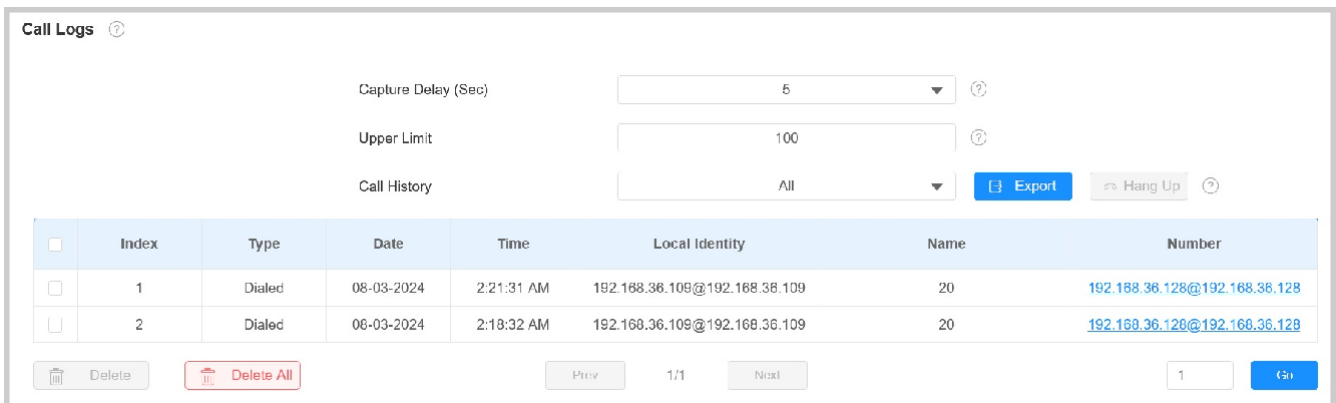 Call Logs ?
Capture Delay (Sec) 5 ?
Upper Limit 100 ?
Call History All Export Hang Up ?
Index Type Date Time Local Identity Name Number
1 Dialed 08-03-2024 2:21:31 AM 192.168.36.109@192.168.36.109 20 192.168.36.128@192.168.36.128
2 Dialed 08-03-2024 2:18:32 AM 192.168.36.109@192.168.36.109 20 192.168.36.128@192.168.36.128
Delete Delete All Prev 1/1 Next 1 Go